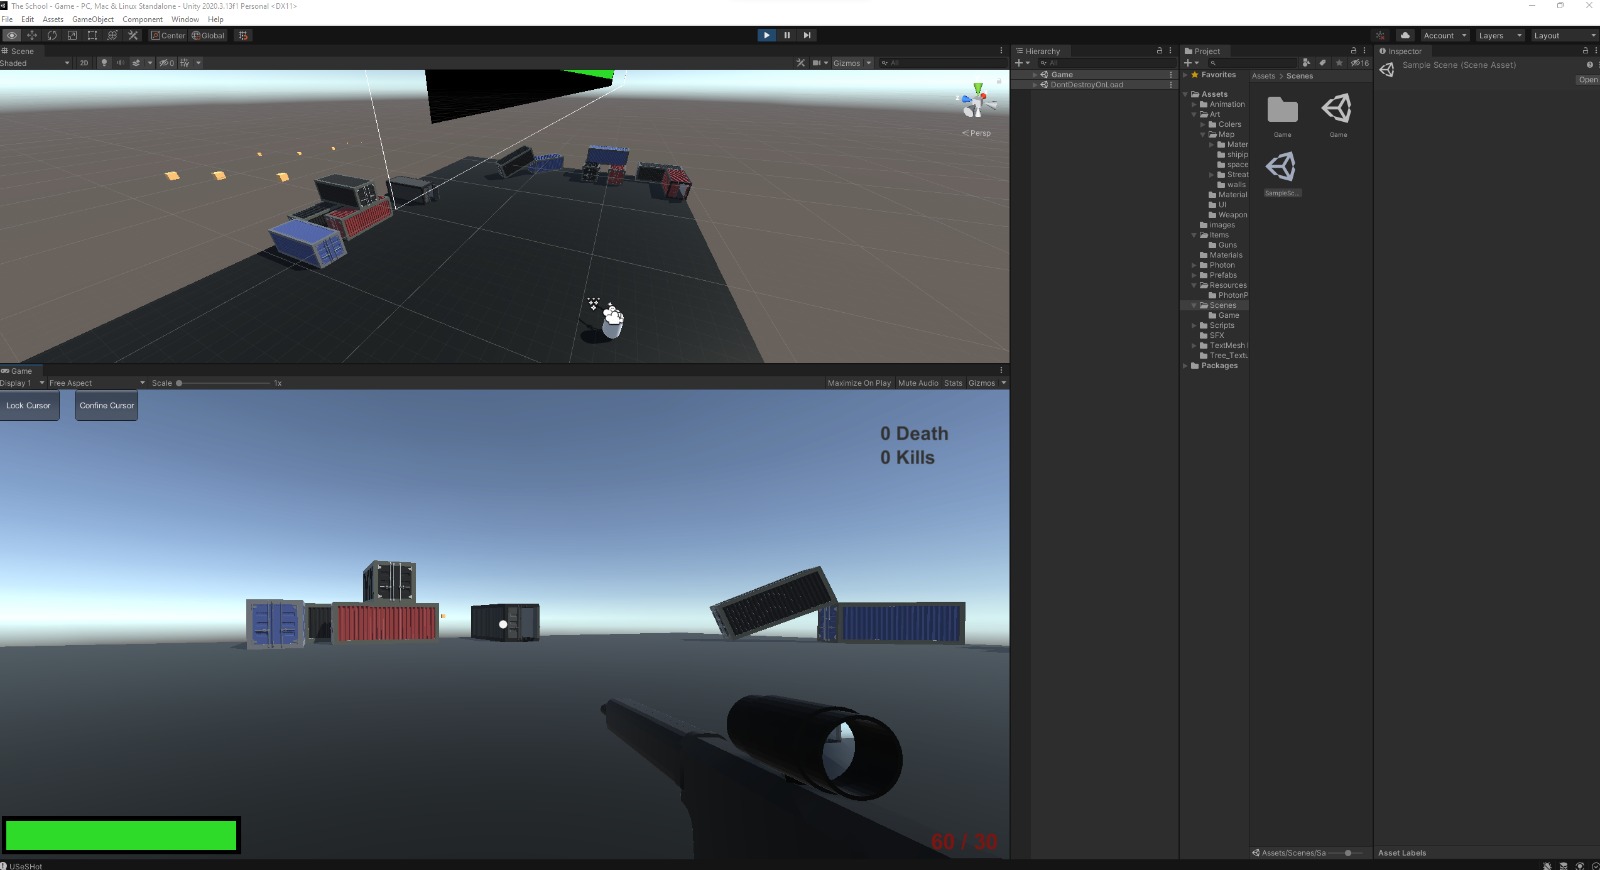 The School - Game - PC, Mac & Linux Standalone - Unity 2020.3.13f1 Personal <DX11>
File Edit Assets GameObject Component Window Help
Center Global
Account Layers Layout
Scene
Shaded 2D 0 Gizmos All
Persp
Game
Display 1 Free Aspect Scale 1x Maximize On Play Mute Audio Stats Gizmos
Lock Cursor Confine Cursor
0 Death
0 Kills
60 / 30
USeSHot
Hierarchy
All
Game
DontDestroyOnLoad
Project
16
Favorites
Assets
Animation
Art
Colers
Map
Mater
shipip
space
Streat
walls
Material
UI
Weapon
images
Items
Guns
Materials
Photon
Prefabs
Resources
PhotonP
Scenes
Game
Scripts
SFX
TextMesh
Tree_Textu
Packages
Assets > Scenes
Game Game
SampleSc...
Assets/Scenes/Sa
Inspector
Sample Scene (Scene Asset)
Open
Asset Labels